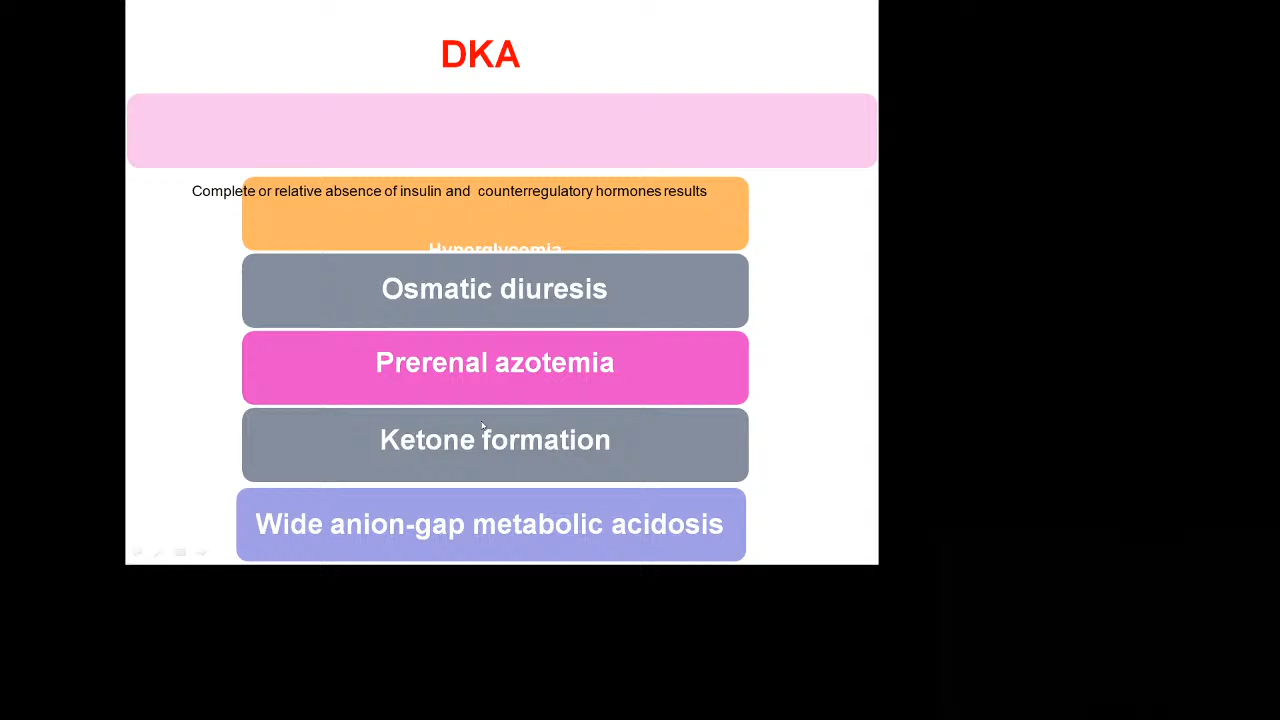 DKA
Complete or relative absence of insulin and counterregulatory hormones results
Hyperglycemia
Osmatic diuresis
Prerenal azotemia
Ketone formation
Wide anion-gap metabolic acidosis